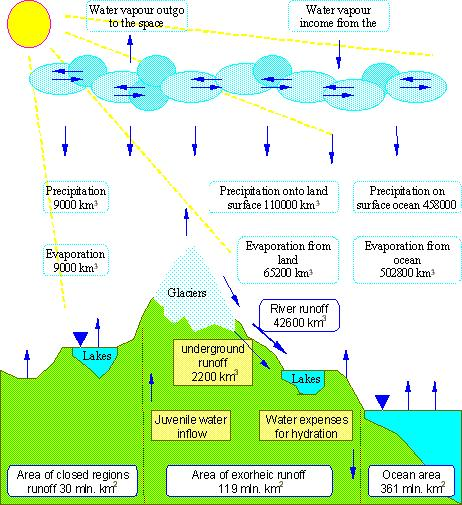 Water vapour outgo
to the space
Water vapour
income from the
Precipitation
9000 km³
Precipitation onto land
surface 110000 km³
Precipitation on
surface ocean 458000
Evaporation
9000 km³
Evaporation from
land
65200 km³
Evaporation from
ocean
502800 km³
Glaciers
River runoff
42600 km³
underground
runoff
2200 km³
Lakes
Lakes
Juvenile water
inflow
Water expenses
for hydration
Area of closed regions
runoff 30 mln. km²
Area of exorheic runoff
119 mln. km²
Ocean area
361 mln. km²